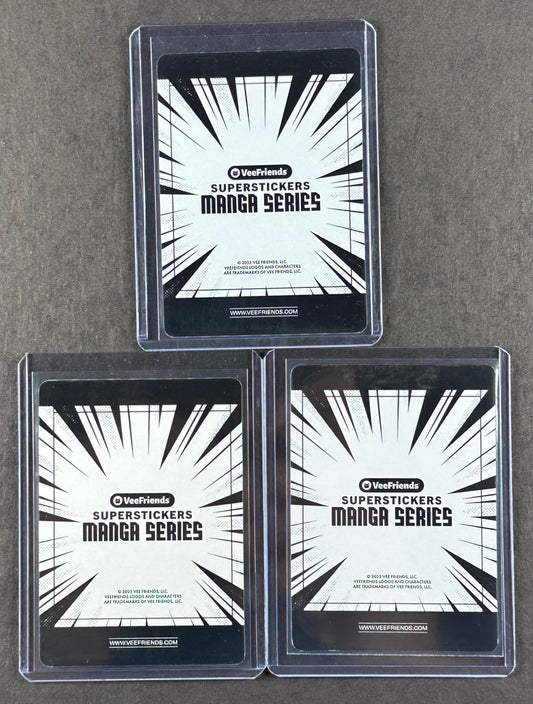 VeeFriends
SUPERSTICKERS
MANGA SERIES
© 2023 VEE FRIENDS, LLC.
VEEFRIENDS LOGOS AND CHARACTERS
ARE TRADEMARKS OF VEE FRIENDS, LLC.
WWW.VEEFRIENDS.COM
VeeFriends
SUPERSTICKERS
MANGA SERIES
© 2023 VEE FRIENDS, LLC.
VEEFRIENDS LOGOS AND CHARACTERS
ARE TRADEMARKS OF VEE FRIENDS, LLC.
WWW.VEEFRIENDS.COM
VeeFriends
SUPERSTICKERS
MANGA SERIES
© 2023 VEE FRIENDS, LLC.
VEEFRIENDS LOGOS AND CHARACTERS
ARE TRADEMARKS OF VEE FRIENDS, LLC.
WWW.VEEFRIENDS.COM